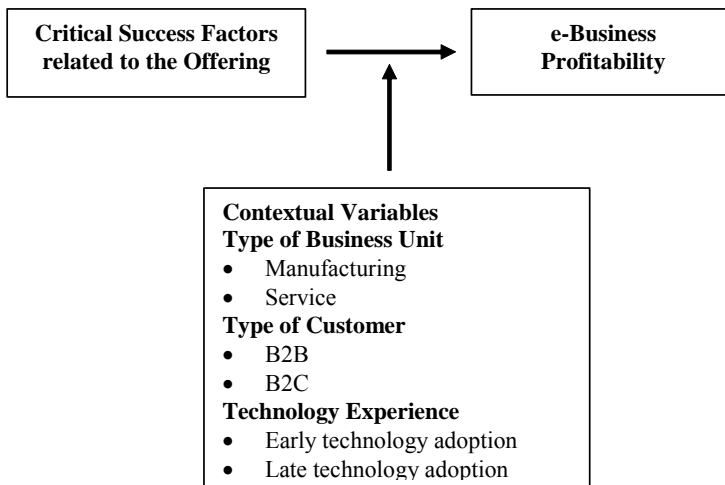 Critical Success Factors
related to the Offering
e-Business
Profitability
Contextual Variables
Type of Business Unit
• Manufacturing
• Service
Type of Customer
• B2B
• B2C
Technology Experience
• Early technology adoption
• Late technology adoption